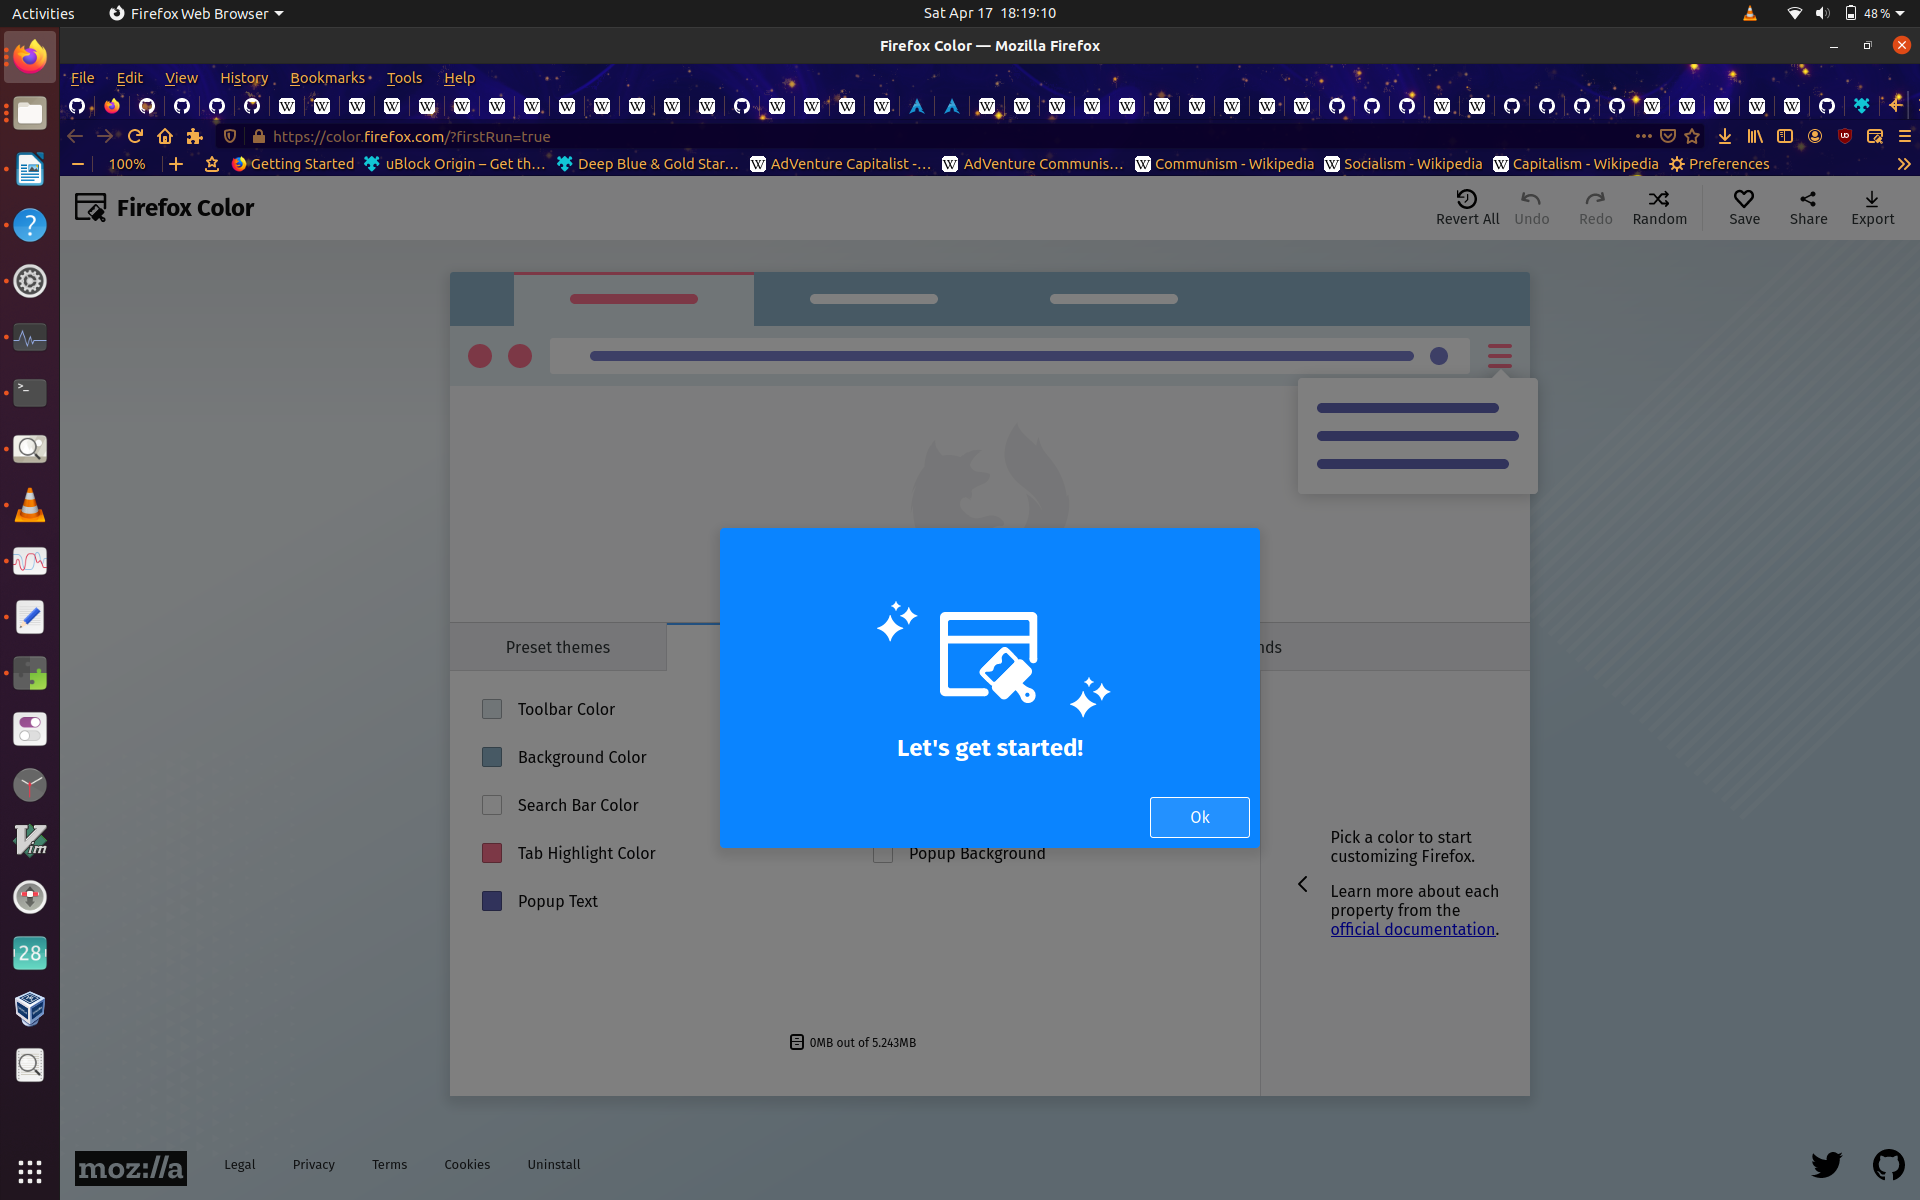 Activities
Firefox Web Browser
Sat Apr 17 18:19:10
48 %
Firefox Color — Mozilla Firefox
File Edit View History Bookmarks Tools Help
https://color.firefox.com/?firstRun=true
100%
Getting Started
uBlock Origin – Get th…
Deep Blue & Gold Star…
AdVenture Capitalist -…
AdVenture Communis…
Communism - Wikipedia
Socialism - Wikipedia
Capitalism - Wikipedia
Preferences
Firefox Color
Revert All
Undo
Redo
Random
Save
Share
Export
Preset themes
nds
Toolbar Color
Background Color
Search Bar Color
Tab Highlight Color
Popup Text
Popup Background
Let's get started!
Ok
Pick a color to start
customizing Firefox.
Learn more about each
property from the
official documentation.
0MB out of 5.243MB
28
moz://a
Legal
Privacy
Terms
Cookies
Uninstall